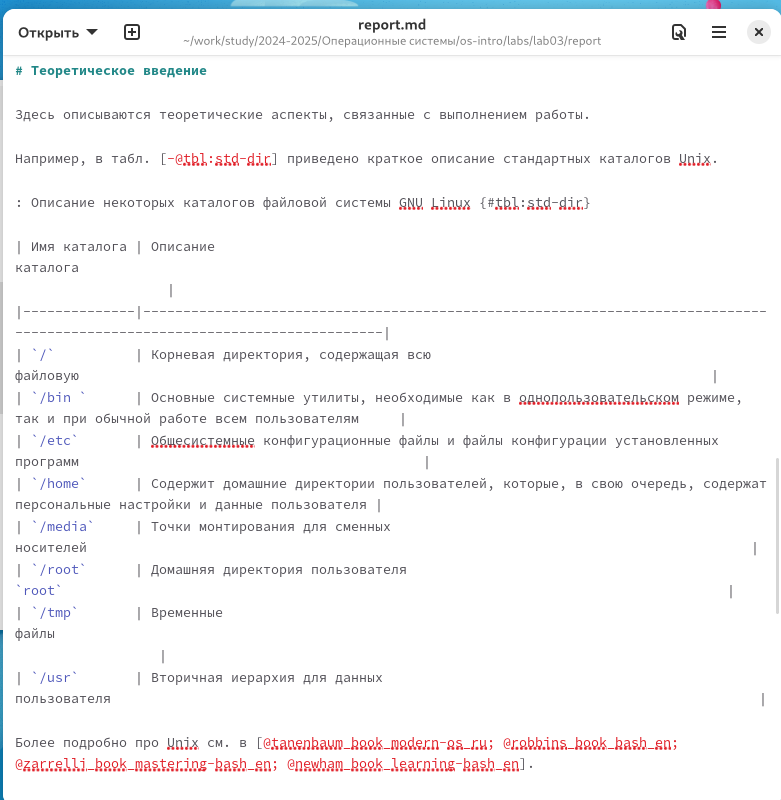 Открыть
report.md
~/work/study/2024-2025/Операционные системы/os-intro/labs/lab03/report
# Теоретическое введение
Здесь описываются теоретические аспекты, связанные с выполнением работы.
Например, в табл. [-@tbl:std-dir] приведено краткое описание стандартных каталогов Unix.
: Описание некоторых каталогов файловой системы GNU Linux {#tbl:std-dir}
| Имя каталога | Описание
каталога
|
|--------------|------------------------------------------------------------------------------
----------------------------------------------|
| `/`          | Корневая директория, содержащая всю
файловую                                                                               |
| `/bin `      | Основные системные утилиты, необходимые как в однопользовательском режиме,
так и при обычной работе всем пользователям     |
| `/etc`       | Общесистемные конфигурационные файлы и файлы конфигурации установленных
программ                                           |
| `/home`      | Содержит домашние директории пользователей, которые, в свою очередь, содержат
персональные настройки и данные пользователя |
| `/media`     | Точки монтирования для сменных
носителей                                                                                   |
| `/root`      | Домашняя директория пользователя
`root`                                                                                   |
| `/tmp`       | Временные
файлы
|
| `/usr`       | Вторичная иерархия для данных
пользователя                                                                                 |
Более подробно про Unix см. в [@tanenbaum_book_modern-os_ru; @robbins_book_bash_en;
@zarrelli_book_mastering-bash_en; @newham_book_learning-bash_en].